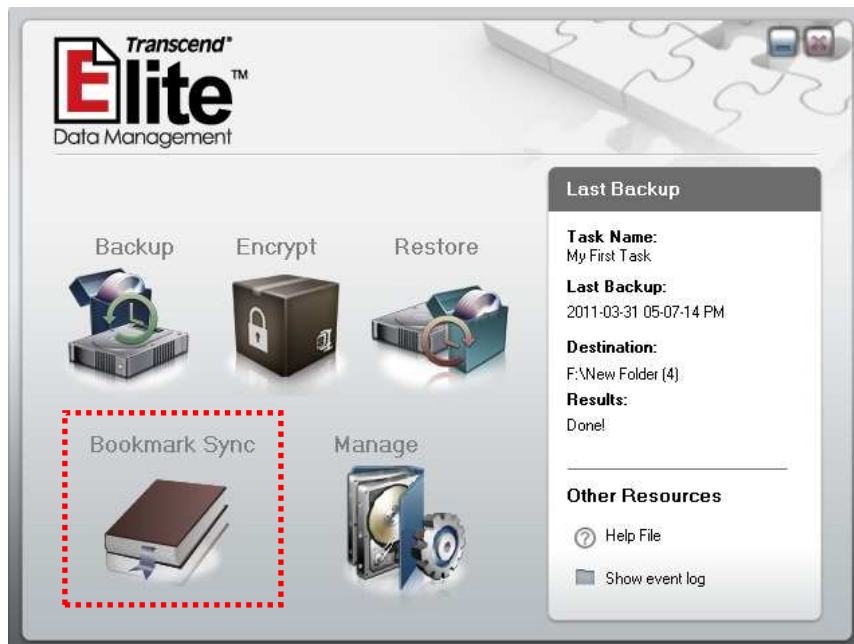 Transcend®
Elite™
Data Management
Backup
Encrypt
Restore
Bookmark Sync
Manage
Last Backup
Task Name:
My First Task
Last Backup:
2011-03-31 05-07-14 PM
Destination:
F:\New Folder (4)
Results:
Done!
Other Resources
Help File
Show event log